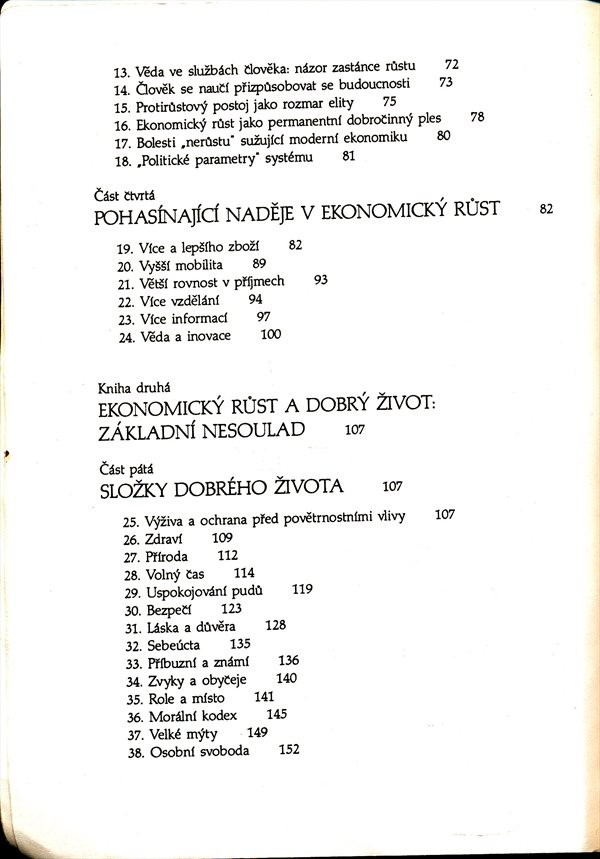 13. Věda ve službách člověka: názor zastánce růstu 72
14. Člověk se naučí přizpůsobovat se budoucnosti 73
15. Protirůstový postoj jako rozmar elity 75
16. Ekonomický růst jako permanentní dobročinný ples 78
17. Bolesti „nerůstu" sužující moderní ekonomiku 80
18. „Politické parametry" systému 81
Část čtvrtá
POHASÍNAJÍCÍ NADĚJE V EKONOMICKÝ RŮST 82
19. Více a lepšího zboží 82
20. Vyšší mobilita 89
21. Větší rovnost v příjmech 93
22. Více vzdělání 94
23. Více informací 97
24. Věda a inovace 100
Kniha druhá
EKONOMICKÝ RŮST A DOBRÝ ŽIVOT:
ZÁKLADNÍ NESOULAD 107
Část pátá
SLOŽKY DOBRÉHO ŽIVOTA 107
25. Výživa a ochrana před povětrnostními vlivy 107
26. Zdraví 109
27. Příroda 112
28. Volný čas 114
29. Uspokojování pudů 119
30. Bezpečí 123
31. Láska a důvěra 128
32. Sebeúcta 135
33. Příbuzní a známí 136
34. Zvyky a obyčeje 140
35. Role a místo 141
36. Morální kodex 145
37. Velké mýty 149
38. Osobní svoboda 152